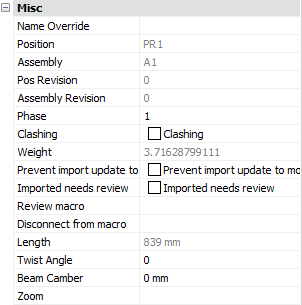 Misc
Name Override
Position PR1
Assembly A1
Pos Revision 0
Assembly Revision 0
Phase 1
Clashing Clashing
Weight 3.71628799111
Prevent import update to Prevent import update to mo
Imported needs review Imported needs review
Review macro
Disconnect from macro
Length 839 mm
Twist Angle 0
Beam Camber 0 mm
Zoom